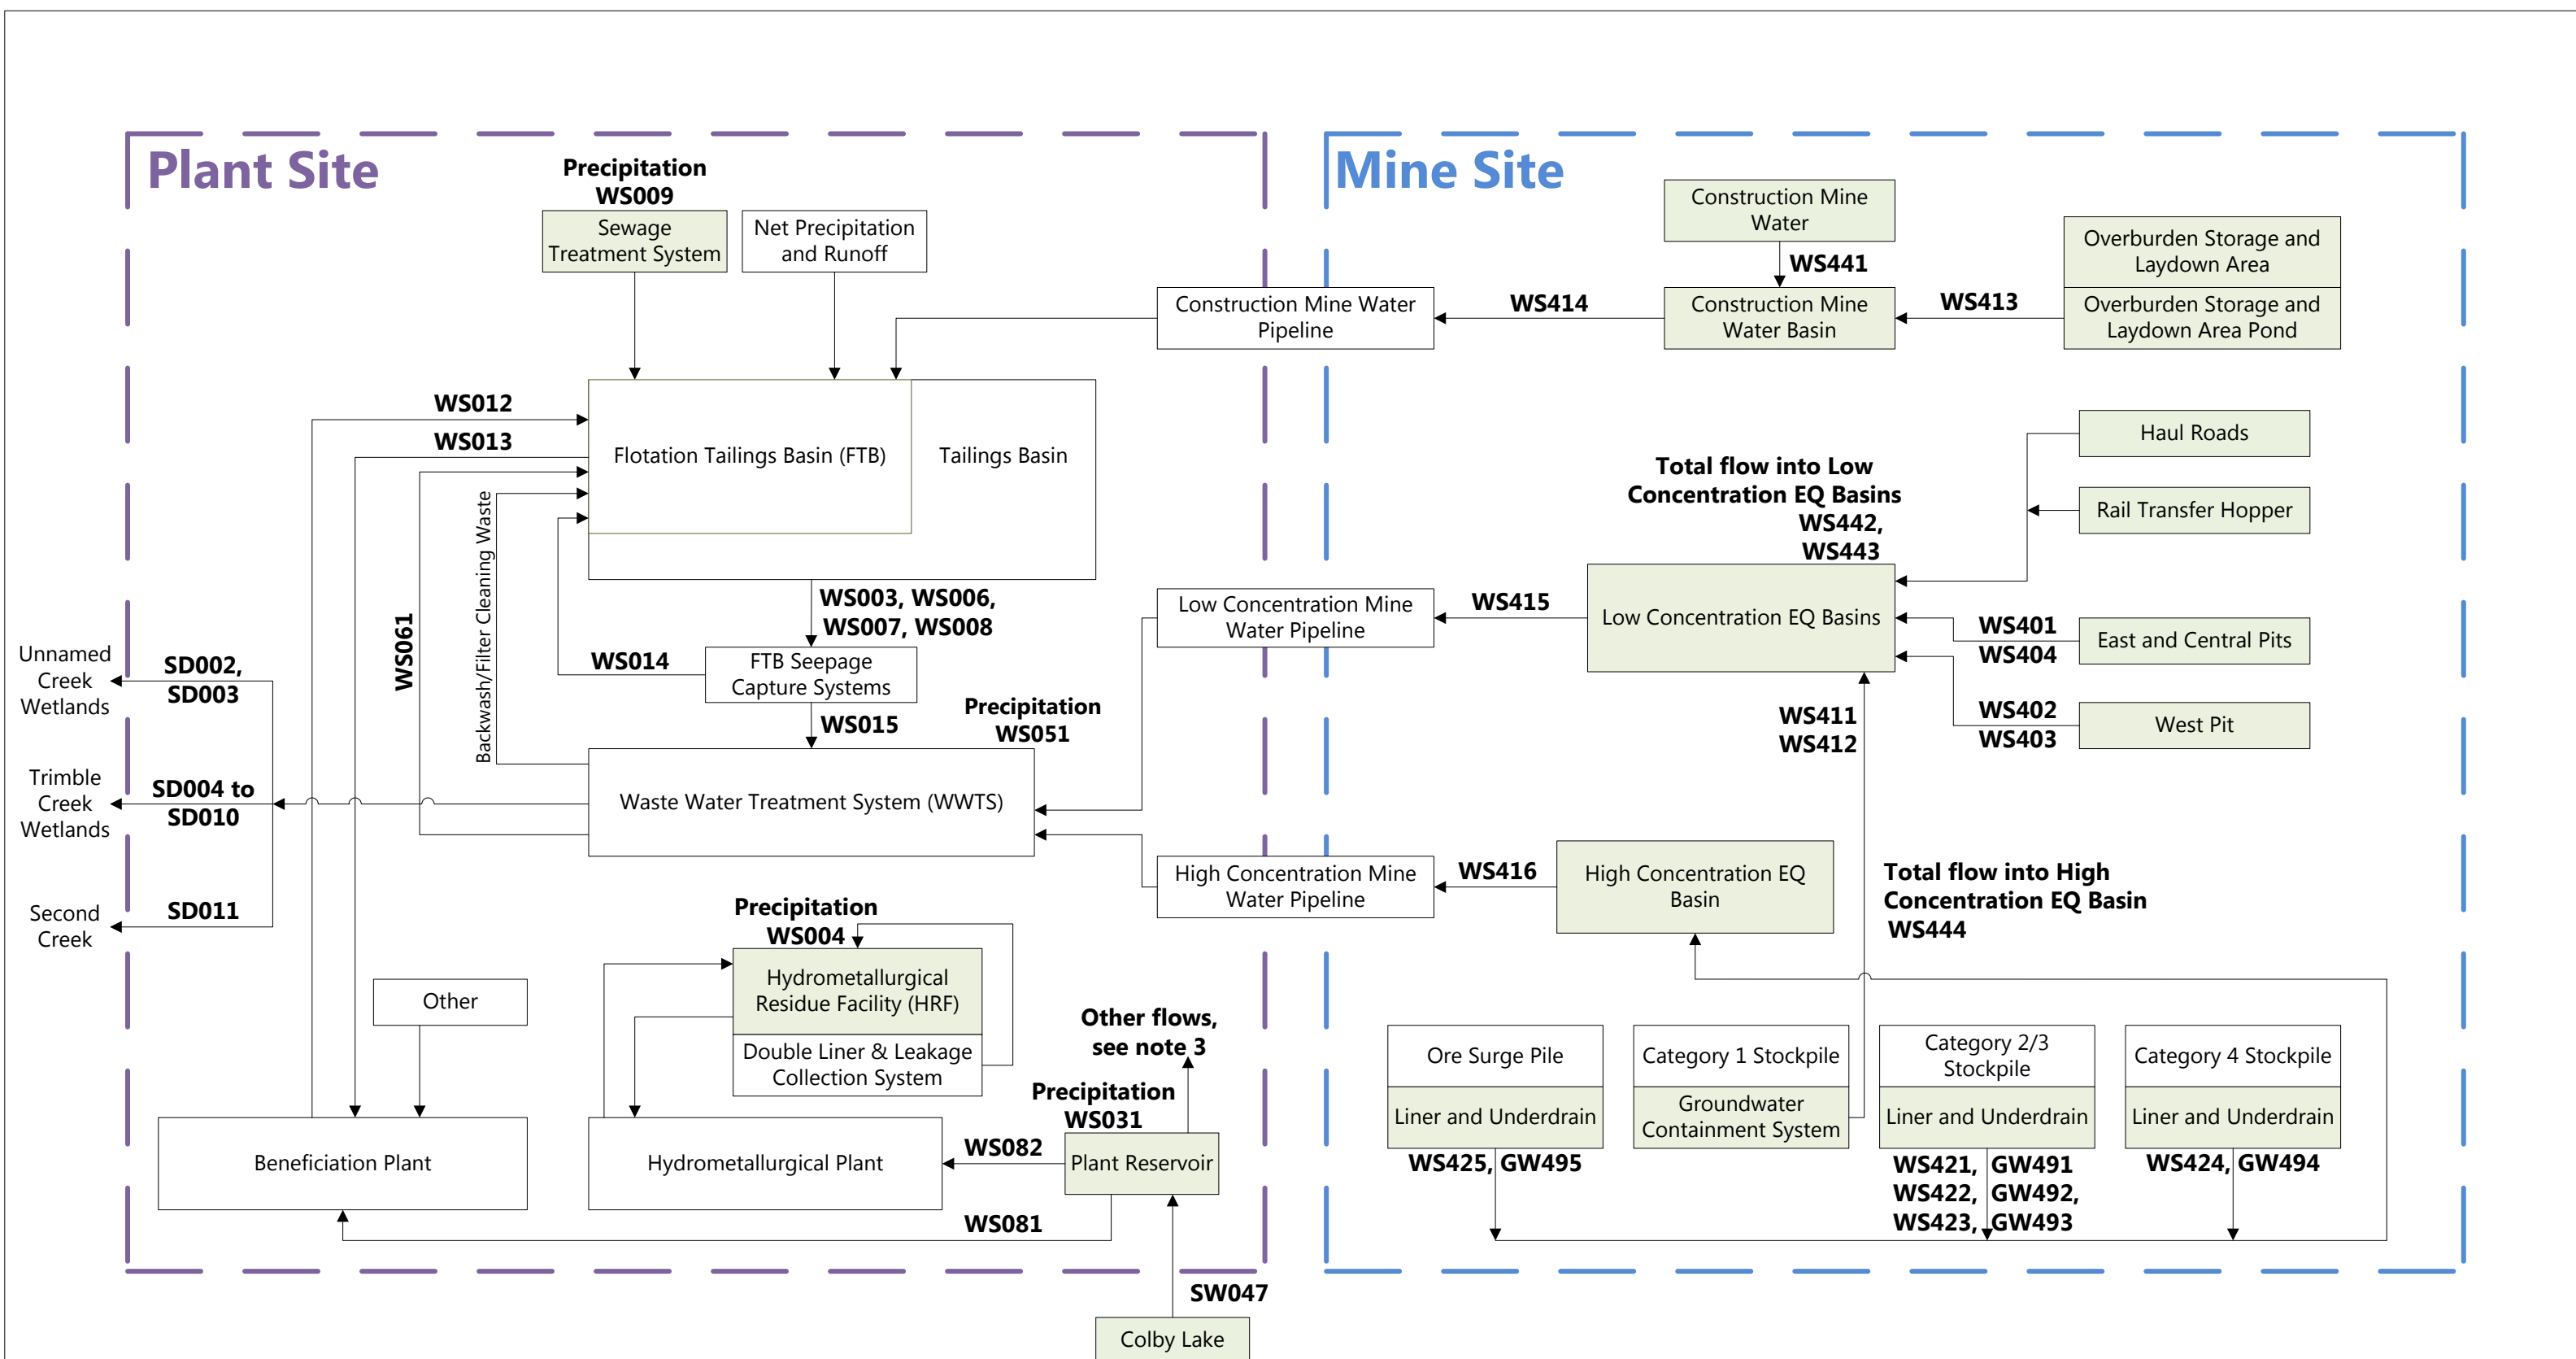 Plant Site
Mine Site
Precipitation
WS009
Sewage
Treatment System
Net Precipitation
and Runoff
Construction Mine
Water
WS441
Overburden Storage and
Laydown Area
Overburden Storage and
Laydown Area Pond
WS413
Construction Mine
Water Basin
WS414
Construction Mine Water
Pipeline
WS012
WS013
Flotation Tailings Basin (FTB)
Tailings Basin
Backwash/Filter Cleaning Waste
WS061
WS003, WS006,
WS007, WS008
WS014
FTB Seepage
Capture Systems
WS015
Precipitation
WS051
Waste Water Treatment System (WWTS)
Low Concentration Mine
Water Pipeline
WS415
Total flow into Low
Concentration EQ Basins
WS442,
WS443
Low Concentration EQ Basins
Haul Roads
Rail Transfer Hopper
WS401
WS404
East and Central Pits
WS402
WS403
West Pit
WS411
WS412
Unnamed
Creek
Wetlands
SD002,
SD003
Trimble
Creek
Wetlands
SD004 to
SD010
Second
Creek
SD011
High Concentration Mine
Water Pipeline
WS416
High Concentration EQ
Basin
Total flow into High
Concentration EQ Basin
WS444
Precipitation
WS004
Hydrometallurgical
Residue Facility (HRF)
Double Liner & Leakage
Collection System
Other
Other flows,
see note 3
Precipitation
WS031
Beneficiation Plant
Hydrometallurgical Plant
WS082
Plant Reservoir
WS081
SW047
Colby Lake
Ore Surge Pile
Liner and Underdrain
WS425, GW495
Category 1 Stockpile
Groundwater
Containment System
Category 2/3
Stockpile
Liner and Underdrain
WS421, GW491
WS422, GW492,
WS423, GW493
Category 4 Stockpile
Liner and Underdrain
WS424, GW494